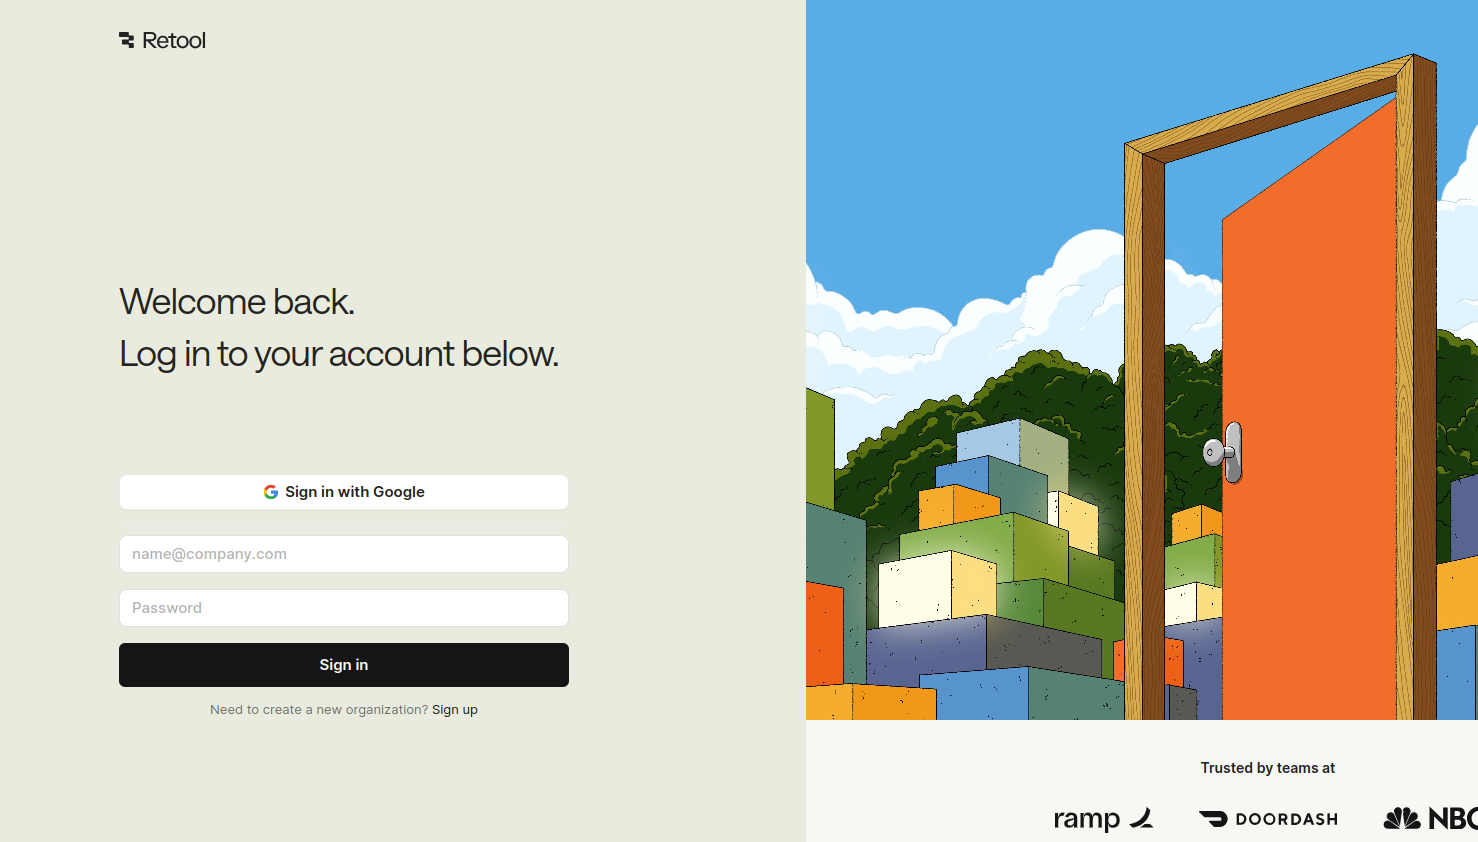 Retool
Welcome back.
Log in to your account below.
Sign in with Google
name@company.com
Password
Sign in
Need to create a new organization? Sign up
Trusted by teams at
ramp
DOORDASH
NBC